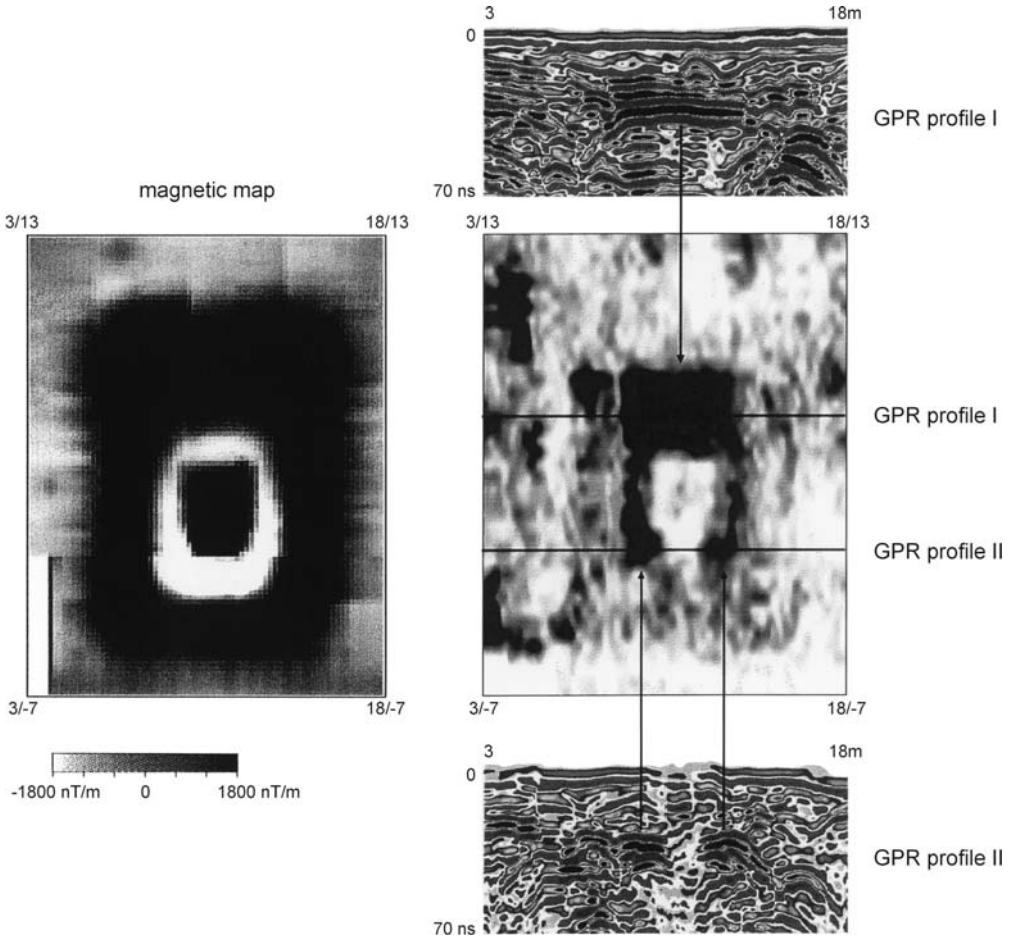 3 18m
0
GPR profile I
70 ns
magnetic map
3/13 18/13
3/13 18/13
GPR profile I
GPR profile II
3/-7 18/-7
3/-7 18/-7
-1800 nT/m 0 1800 nT/m
3 18m
0
GPR profile II
70 ns